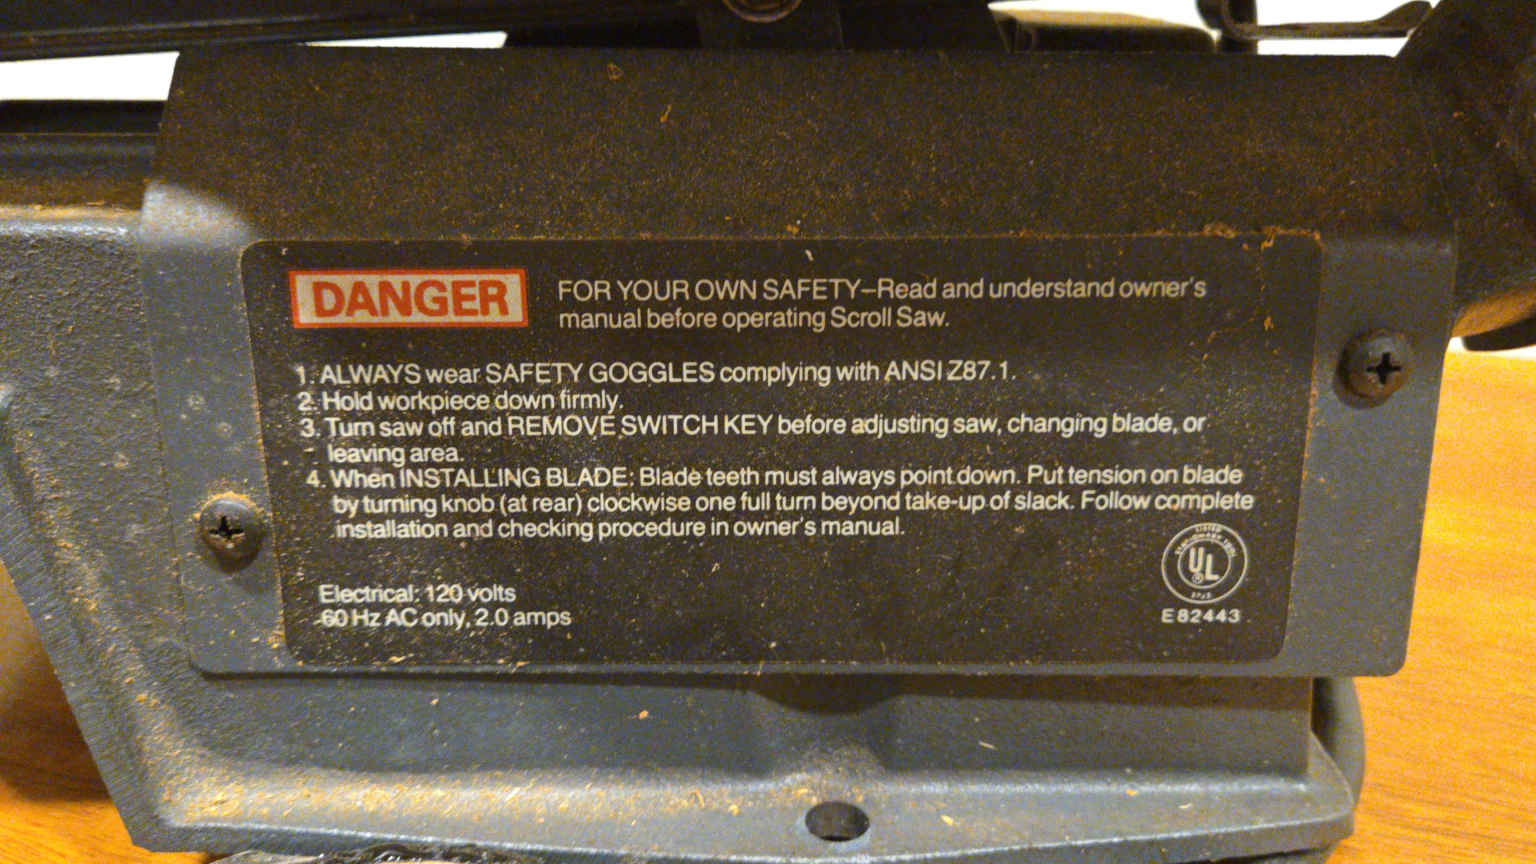 DANGER
FOR YOUR OWN SAFETY–Read and understand owner's
manual before operating Scroll Saw.
1. ALWAYS wear SAFETY GOGGLES complying with ANSI Z87.1.
2. Hold workpiece down firmly.
3. Turn saw off and REMOVE SWITCH KEY before adjusting saw, changing blade, or
leaving area.
4. When INSTALLING BLADE: Blade teeth must always point down. Put tension on blade
by turning knob (at rear) clockwise one full turn beyond take-up of slack. Follow complete
installation and checking procedure in owner's manual.
Electrical: 120 volts
60 Hz AC only, 2.0 amps
LISTED
UL
®
E82443